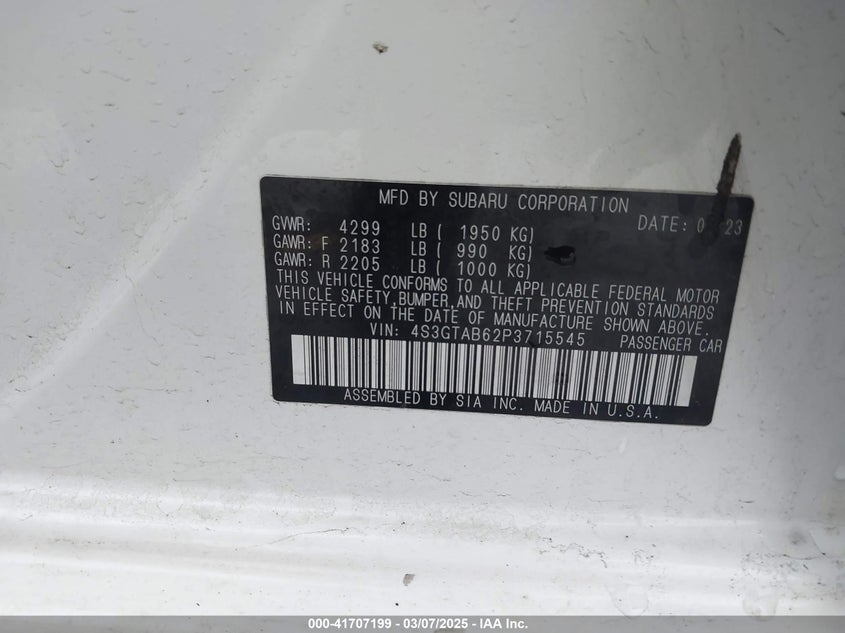 MFD BY SUBARU CORPORATION
GVWR: 4299 LB ( 1950 KG) DATE: 0 23
GAWR: F 2183 LB ( 990 KG)
GAWR: R 2205 LB ( 1000 KG)
THIS VEHICLE CONFORMS TO ALL APPLICABLE FEDERAL MOTOR
VEHICLE SAFETY,BUMPER,AND THEFT PREVENTION STANDARDS
IN EFFECT ON THE DATE OF MANUFACTURE SHOWN ABOVE.
VIN: 4S3GTAB62P3715545 PASSENGER CAR
ASSEMBLED BY SIA INC. MADE IN U.S.A.
000-41707199 - 03/07/2025 - IAA Inc.